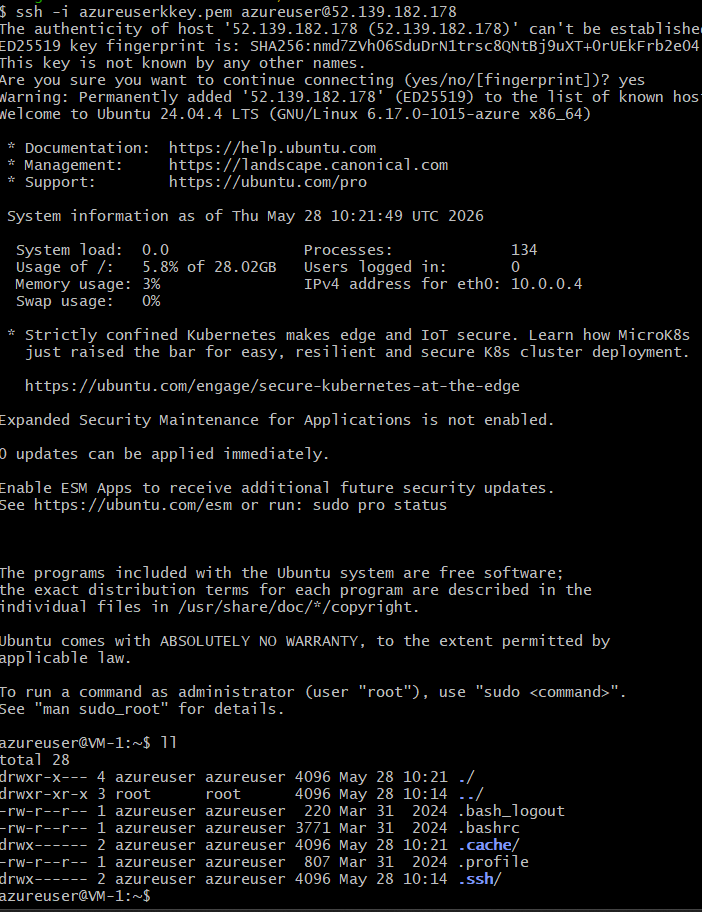 $ ssh -i azureuserkkey.pem azureuser@52.139.182.178
The authenticity of host '52.139.182.178 (52.139.182.178)' can't be established
ED25519 key fingerprint is: SHA256:nmd7ZVh06SduDrN1trsc8QNtBj9uXT+0rUEkFrb2e04
This key is not known by any other names.
Are you sure you want to continue connecting (yes/no/[fingerprint])? yes
Warning: Permanently added '52.139.182.178' (ED25519) to the list of known hos
Welcome to Ubuntu 24.04.4 LTS (GNU/Linux 6.17.0-1015-azure x86_64)
* Documentation:  https://help.ubuntu.com
* Management:     https://landscape.canonical.com
* Support:        https://ubuntu.com/pro
System information as of Thu May 28 10:21:49 UTC 2026
System load:  0.0                Processes:             134
Usage of /:   5.8% of 28.02GB   Users logged in:       0
Memory usage: 3%                IPv4 address for eth0: 10.0.0.4
Swap usage:   0%
* Strictly confined Kubernetes makes edge and IoT secure. Learn how MicroK8s
just raised the bar for easy, resilient and secure K8s cluster deployment.
https://ubuntu.com/engage/secure-kubernetes-at-the-edge
Expanded Security Maintenance for Applications is not enabled.
0 updates can be applied immediately.
Enable ESM Apps to receive additional future security updates.
See https://ubuntu.com/esm or run: sudo pro status
The programs included with the Ubuntu system are free software;
the exact distribution terms for each program are described in the
individual files in /usr/share/doc/*/copyright.
Ubuntu comes with ABSOLUTELY NO WARRANTY, to the extent permitted by
applicable law.
To run a command as administrator (user "root"), use "sudo <command>".
See "man sudo_root" for details.
azureuser@VM-1:~$ ll
total 28
drwxr-x--- 4 azureuser azureuser 4096 May 28 10:21 ./
drwxr-xr-x 3 root      root      4096 May 28 10:14 ../
-rw-r--r-- 1 azureuser azureuser  220 Mar 31  2024 .bash_logout
-rw-r--r-- 1 azureuser azureuser 3771 Mar 31  2024 .bashrc
drwx------ 2 azureuser azureuser 4096 May 28 10:21 .cache/
-rw-r--r-- 1 azureuser azureuser  807 Mar 31  2024 .profile
drwx------ 2 azureuser azureuser 4096 May 28 10:14 .ssh/
azureuser@VM-1:~$